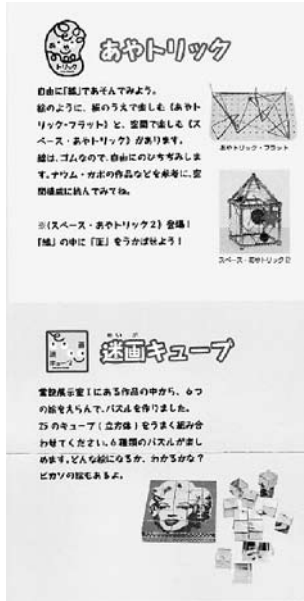 トリック
あやトリック
自由に「線」であそんでみよう。
絵のように、板のうえで楽しむ《あやト
リック・フラット》と、空間で楽しむ《ス
ペース・あやトリック》があります。
線は、ゴムなので、自由にのびちぢみしま
す。ナウム・ガボの作品などを参考に、空
間構成に挑んでみてね。
※《スペース・あやトリック2》登場!
「線」の中に「面」をうかばせよう!
あやトリック・フラット
スペース・あやトリック2
めいが
迷画キューブ
常設展示室Iにある作品の中から、6つ
の絵をえらんで、パズルを作りました。
25のキューブ(立方体)をうまく組み合
わせてください。6種類のパズルが楽し
めます。どんな絵になるか、わかるかな?
ピカソの絵もあるよ。